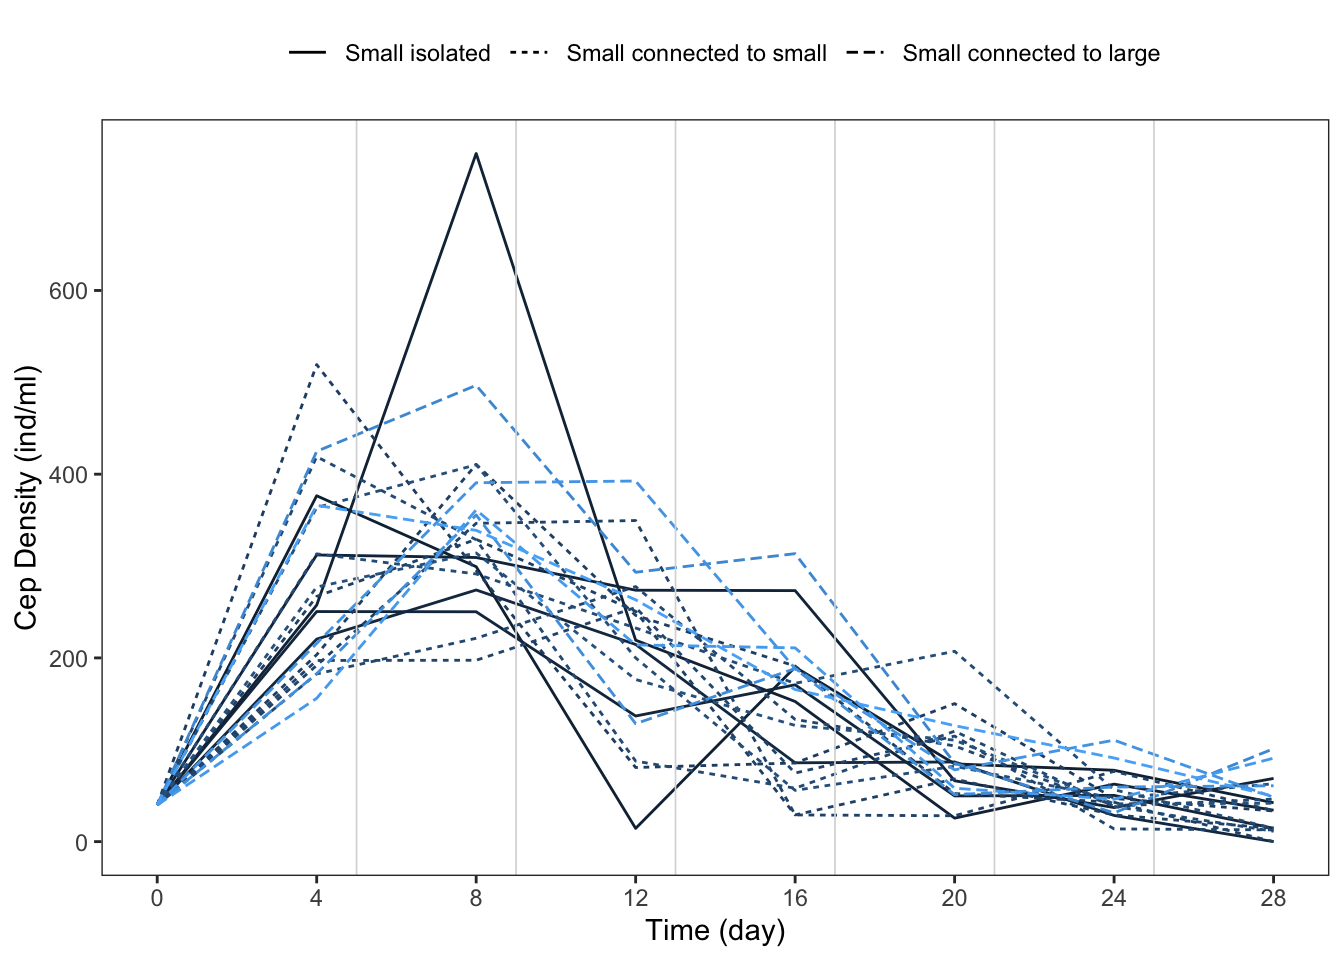 Small isolated Small connected to small Small connected to large
600
400
200
0
Cep Density (ind/ml)
0 4 8 12 16 20 24 28
Time (day)